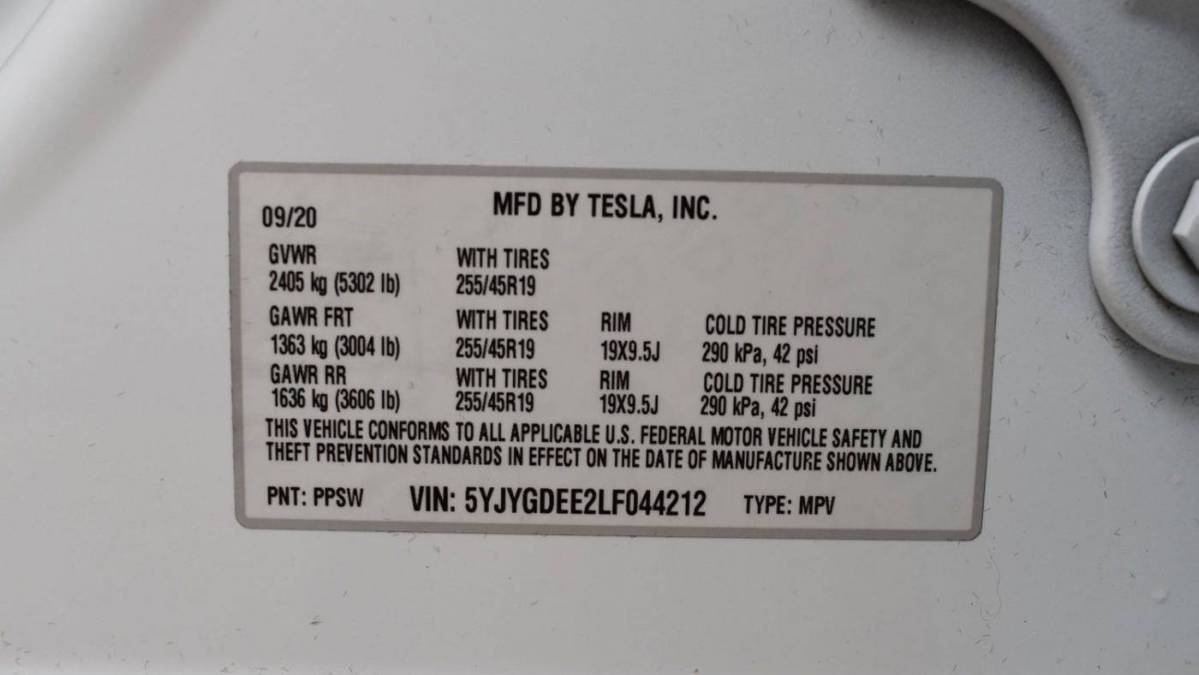 MFD BY TESLA, INC.
09/20
GVWR WITH TIRES
2405 kg (5302 lb) 255/45R19
GAWR FRT WITH TIRES RIM COLD TIRE PRESSURE
1363 kg (3004 lb) 255/45R19 19X9.5J 290 kPa, 42 psi
GAWR RR WITH TIRES RIM COLD TIRE PRESSURE
1636 kg (3606 lb) 255/45R19 19X9.5J 290 kPa, 42 psi
THIS VEHICLE CONFORMS TO ALL APPLICABLE U.S. FEDERAL MOTOR VEHICLE SAFETY AND
THEFT PREVENTION STANDARDS IN EFFECT ON THE DATE OF MANUFACTURE SHOWN ABOVE.
PNT: PPSW VIN: 5YJYGDEE2LF044212 TYPE: MPV